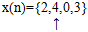 x(n)={2,4,0,3}
↑